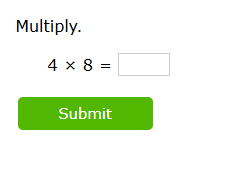 Multiply.
4 × 8 =
Submit